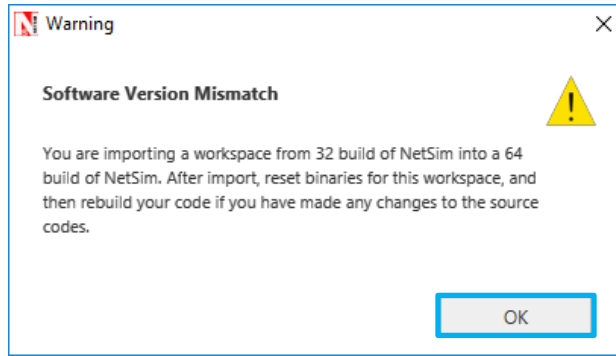 Warning
Software Version Mismatch
You are importing a workspace from 32 build of NetSim into a 64
build of NetSim. After import, reset binaries for this workspace, and
then rebuild your code if you have made any changes to the source
codes.
OK